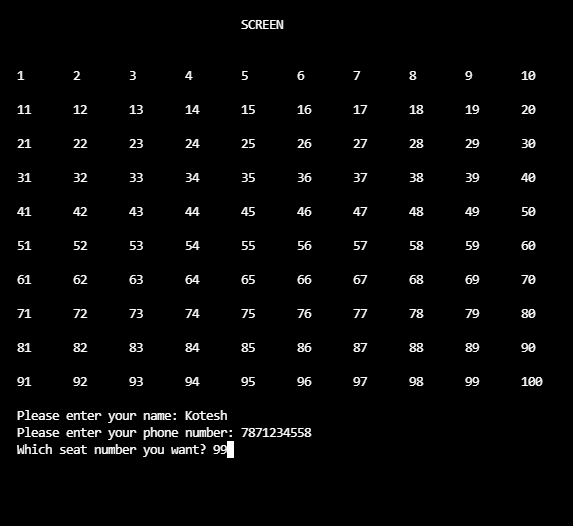 SCREEN
1 2 3 4 5 6 7 8 9 10
11 12 13 14 15 16 17 18 19 20
21 22 23 24 25 26 27 28 29 30
31 32 33 34 35 36 37 38 39 40
41 42 43 44 45 46 47 48 49 50
51 52 53 54 55 56 57 58 59 60
61 62 63 64 65 66 67 68 69 70
71 72 73 74 75 76 77 78 79 80
81 82 83 84 85 86 87 88 89 90
91 92 93 94 95 96 97 98 99 100
Please enter your name: Kotesh
Please enter your phone number: 7871234558
Which seat number you want? 99